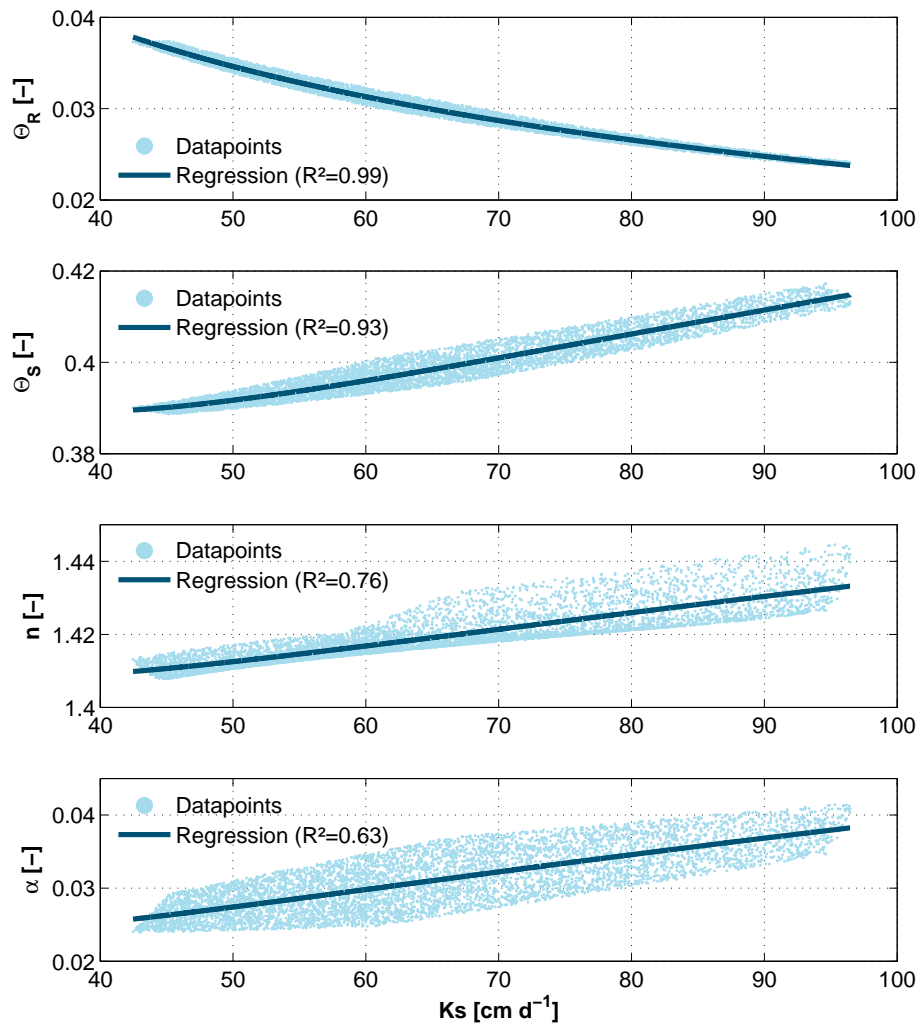 0.04
0.03
0.02
Θ_R [−]
Datapoints
Regression (R²=0.99)
40 50 60 70 80 90 100
0.42
0.4
0.38
Θ_S [−]
Datapoints
Regression (R²=0.93)
40 50 60 70 80 90 100
1.44
1.42
1.4
n [−]
Datapoints
Regression (R²=0.76)
40 50 60 70 80 90 100
0.04
0.03
0.02
α [−]
Datapoints
Regression (R²=0.63)
40 50 60 70 80 90 100
Ks [cm d⁻¹]